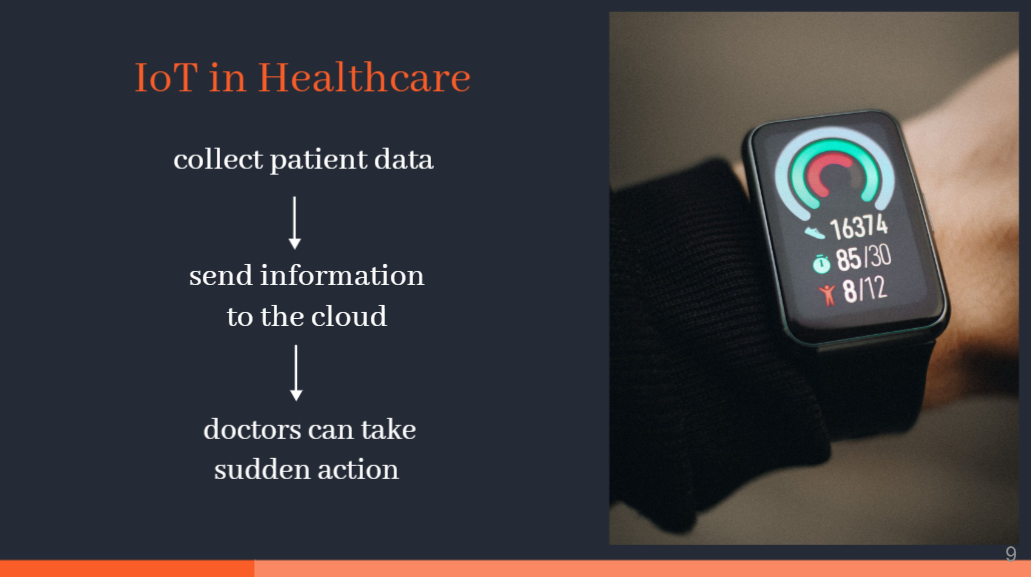 IoT in Healthcare
collect patient data
send information
to the cloud
doctors can take
sudden action
16374
85/30
8/12
9